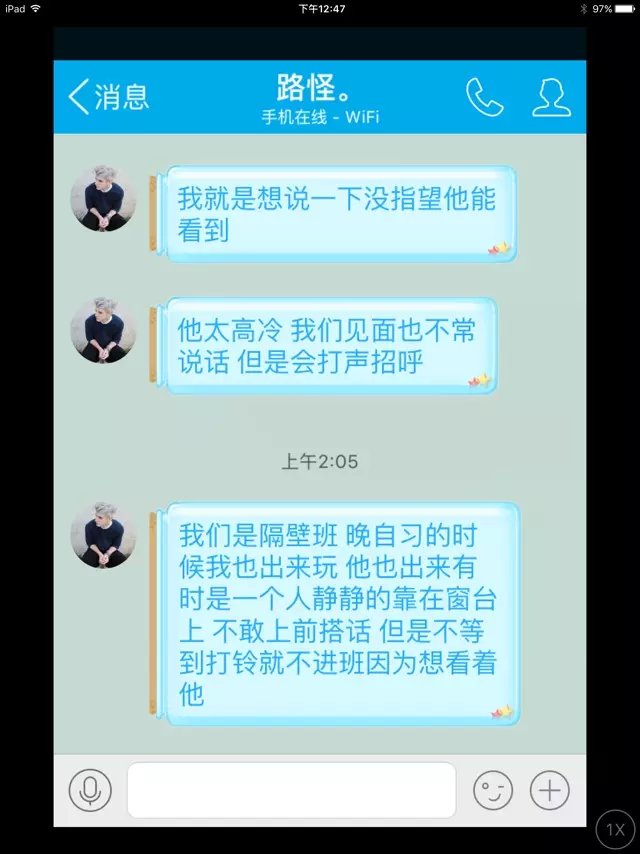 iPad 下午12:47 97%
消息 路怪。
手机在线 - WiFi
我就是想说一下没指望他能
看到
他太高冷 我们见面也不常
说话 但是会打声招呼
上午2:05
我们是隔壁班 晚自习的时
候我也出来玩 他也出来有
时是一个人静静的靠在窗台
上 不敢上前搭话 但是不等
到打铃就不进班因为想看着
他
1X